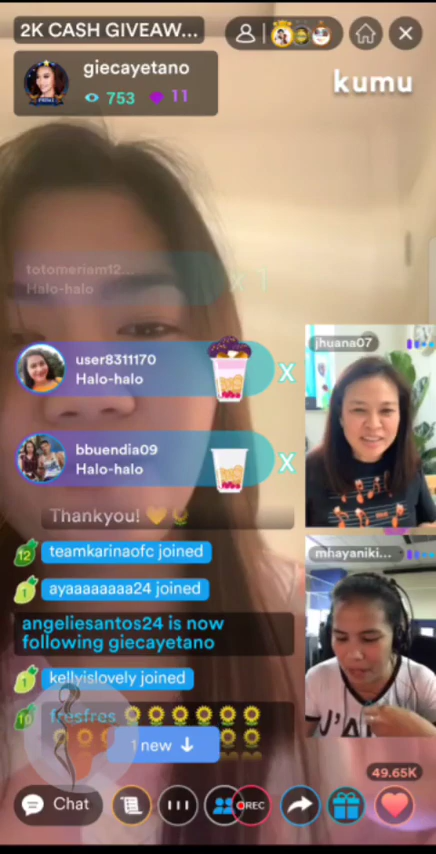 2K CASH GIVEAW...
giecayetano
753
11
kumu
totomeriam12...
Halo-halo
x 1
jhuana07
user8311170
Halo-halo
x
bbuendia09
Halo-halo
x
Thankyou! 💛🌻
mhayaniki...
12 teamkarinaofc joined
1 ayaaaaaaaa24 joined
angeliesantos24 is now
following giecayetano
1 kellyislovely joined
10 fresfres 🌻🌻🌻🌻🌻🌻
1 new ↓
49.65K
Chat
REC